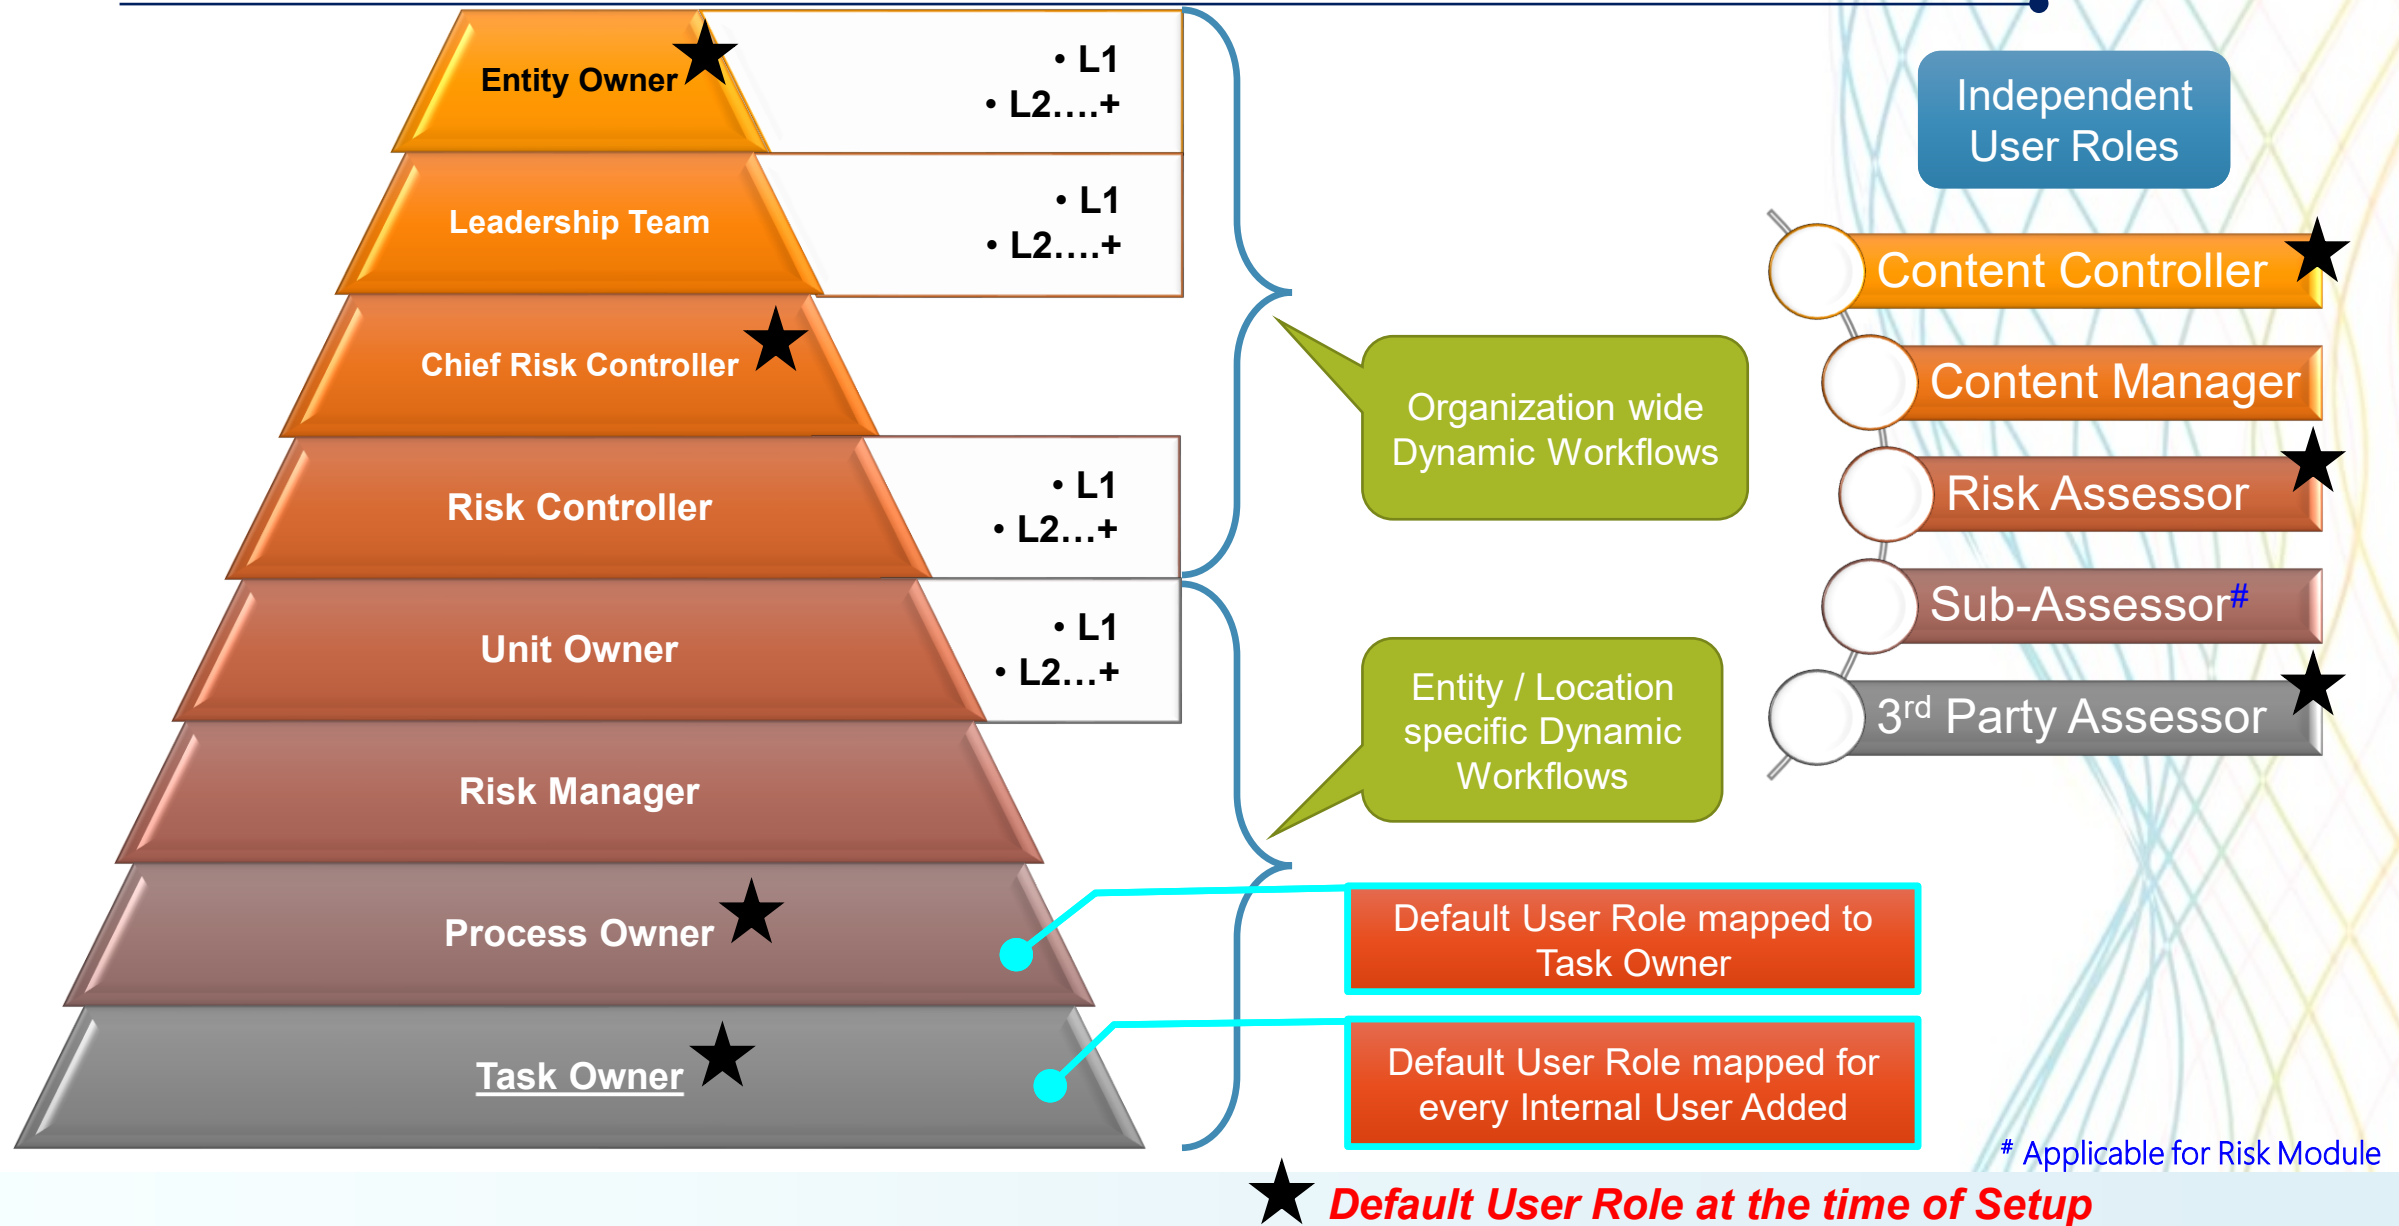 Entity Owner
• L1
• L2....+
Leadership Team
• L1
• L2....+
Chief Risk Controller
Risk Controller
• L1
• L2...+
Unit Owner
• L1
• L2...+
Risk Manager
Process Owner
Task Owner
Organization wide
Dynamic Workflows
Entity / Location
specific Dynamic
Workflows
Default User Role mapped to
Task Owner
Default User Role mapped for
every Internal User Added
Independent
User Roles
Content Controller
Content Manager
Risk Assessor
Sub-Assessor#
3rd Party Assessor
# Applicable for Risk Module
Default User Role at the time of Setup